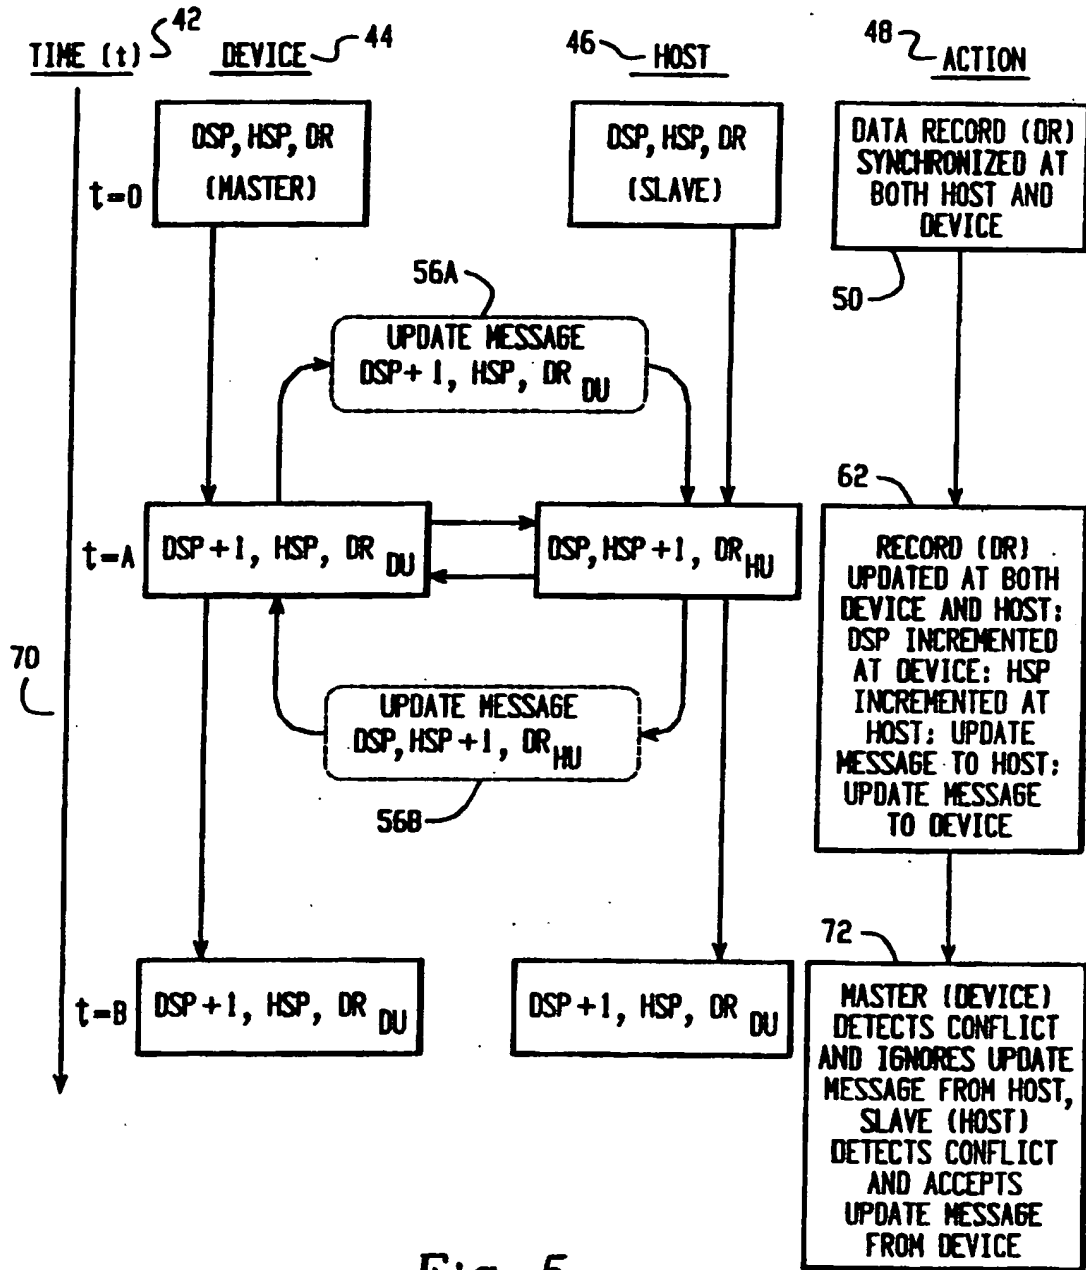 TIME (t) 42 DEVICE 44 46 HOST 48 ACTION
t=0
DSP, HSP, DR
(MASTER)
DSP, HSP, DR
(SLAVE)
DATA RECORD (DR)
SYNCHRONIZED AT
BOTH HOST AND
DEVICE
50
56A
UPDATE MESSAGE
DSP+1, HSP, DR DU
t=A
DSP+1, HSP, DR DU
DSP, HSP+1, DR HU
62
RECORD (DR)
UPDATED AT BOTH
DEVICE AND HOST:
DSP INCREMENTED
AT DEVICE: HSP
INCREMENTED AT
HOST: UPDATE
MESSAGE TO HOST:
UPDATE MESSAGE
TO DEVICE
70
UPDATE MESSAGE
DSP, HSP+1, DR HU
56B
t=B
DSP+1, HSP, DR DU
DSP+1, HSP, DR DU
72
MASTER (DEVICE)
DETECTS CONFLICT
AND IGNORES UPDATE
MESSAGE FROM HOST,
SLAVE (HOST)
DETECTS CONFLICT
AND ACCEPTS
UPDATE MESSAGE
FROM DEVICE
Fig. 5